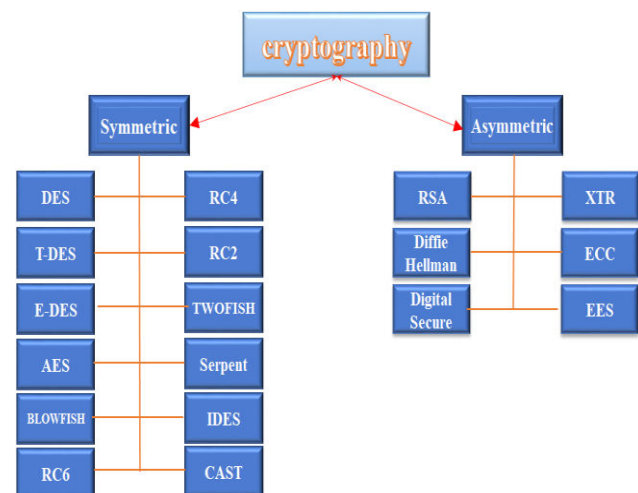 cryptography
Symmetric
Asymmetric
DES
RC4
T-DES
RC2
E-DES
TWOFISH
AES
Serpent
BLOWFISH
IDES
RC6
CAST
RSA
XTR
Diffie
Hellman
ECC
Digital
Secure
EES